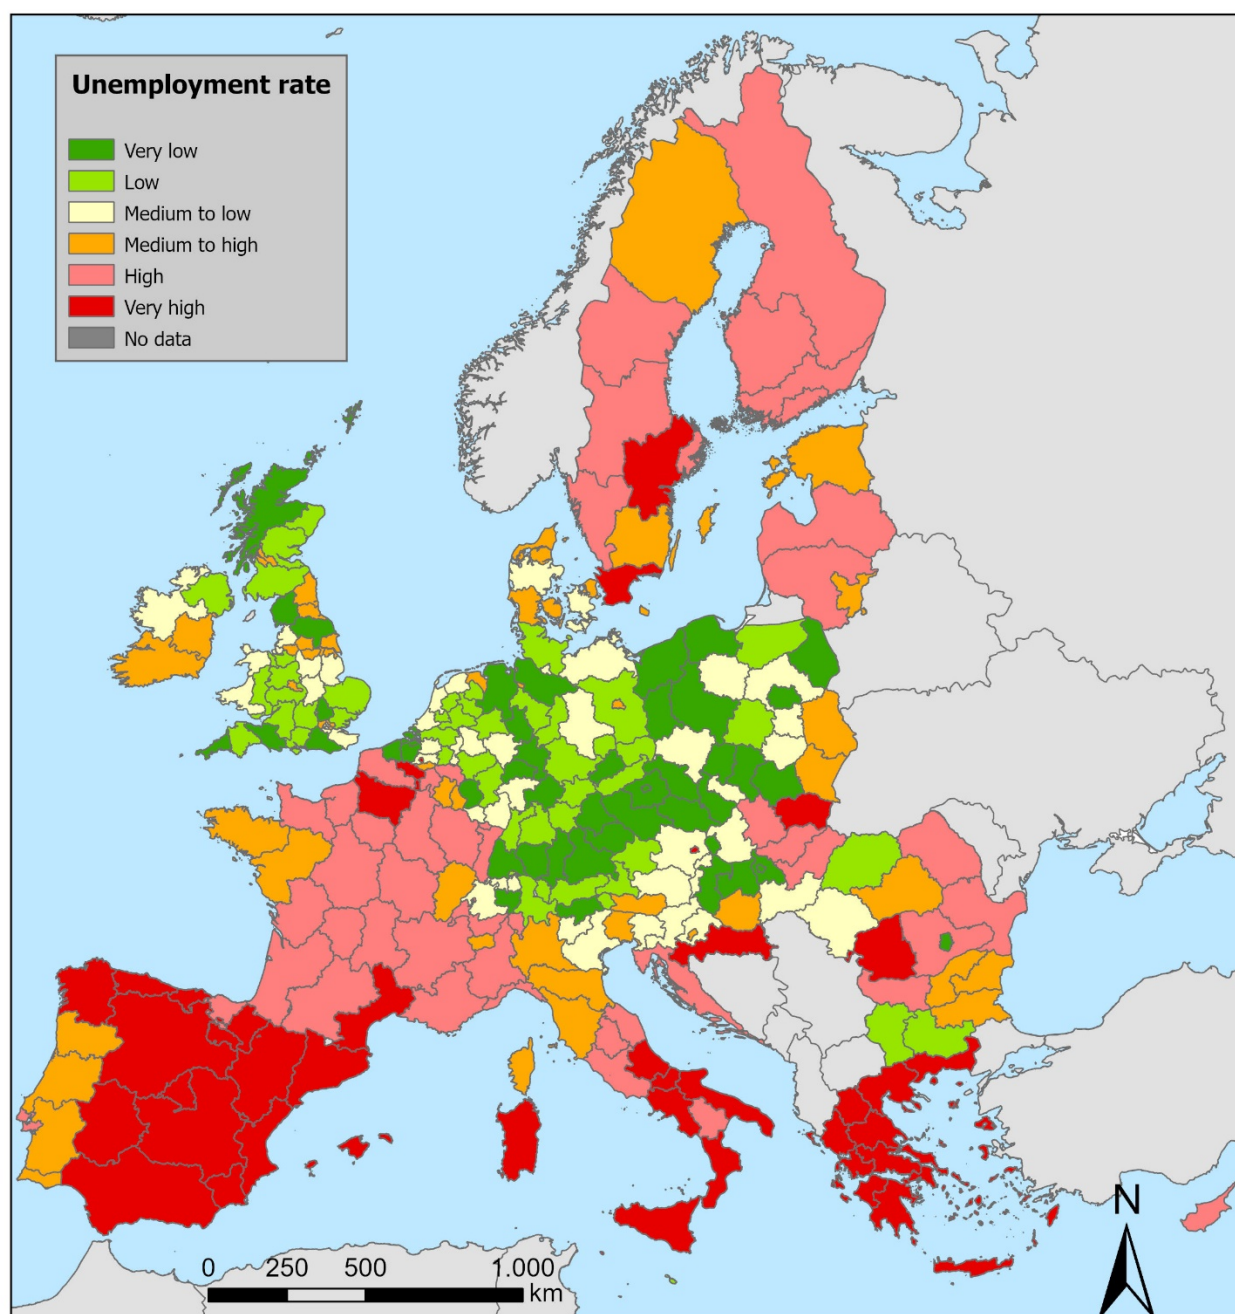 Unemployment rate
Very low
Low
Medium to low
Medium to high
High
Very high
No data
N
0 250 500 1.000
km